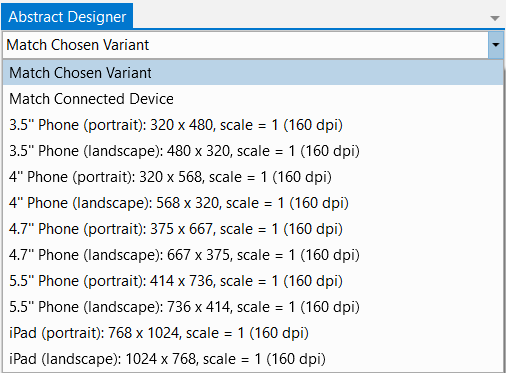 Abstract Designer
Match Chosen Variant
Match Chosen Variant
Match Connected Device
3.5" Phone (portrait): 320 x 480, scale = 1 (160 dpi)
3.5" Phone (landscape): 480 x 320, scale = 1 (160 dpi)
4" Phone (portrait): 320 x 568, scale = 1 (160 dpi)
4" Phone (landscape): 568 x 320, scale = 1 (160 dpi)
4.7" Phone (portrait): 375 x 667, scale = 1 (160 dpi)
4.7" Phone (landscape): 667 x 375, scale = 1 (160 dpi)
5.5" Phone (portrait): 414 x 736, scale = 1 (160 dpi)
5.5" Phone (landscape): 736 x 414, scale = 1 (160 dpi)
iPad (portrait): 768 x 1024, scale = 1 (160 dpi)
iPad (landscape): 1024 x 768, scale = 1 (160 dpi)